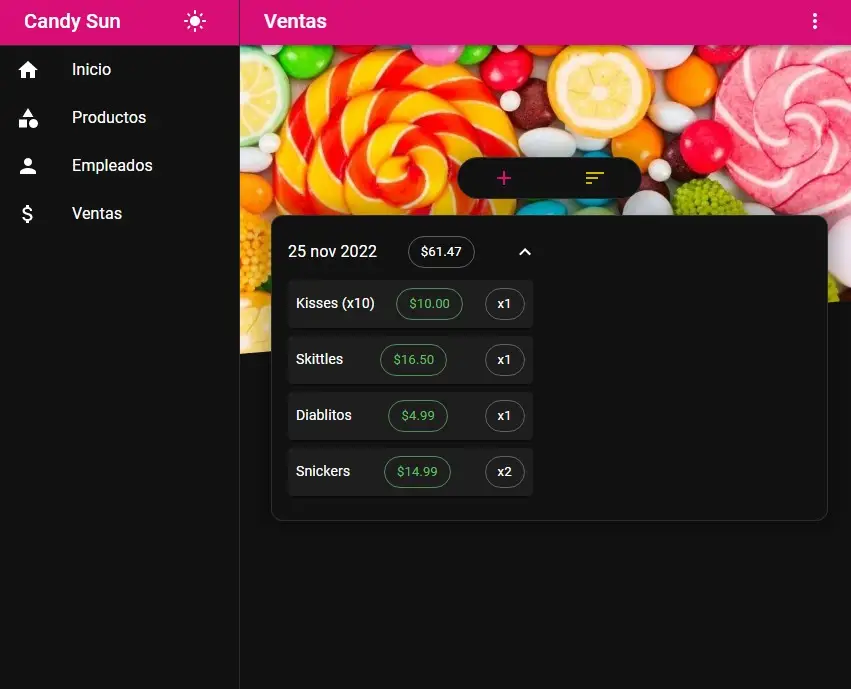 Candy Sun
Ventas
Inicio
Productos
Empleados
Ventas
25 nov 2022 $61.47
Kisses (x10) $10.00 x1
Skittles $16.50 x1
Diablitos $4.99 x1
Snickers $14.99 x2